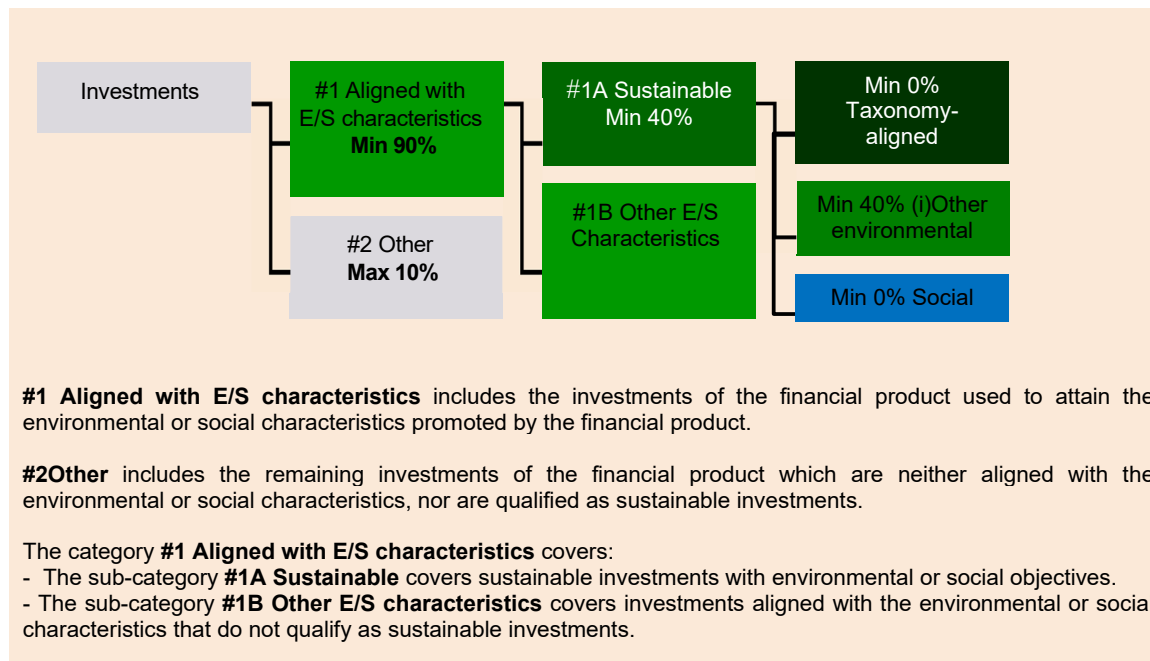 Investments
#1 Aligned with
E/S characteristics
Min 90%
#2 Other
Max 10%
#1A Sustainable
Min 40%
#1B Other E/S
Characteristics
Min 0%
Taxonomy-
aligned
Min 40% (i)Other
environmental
Min 0% Social
#1 Aligned with E/S characteristics includes the investments of the financial product used to attain the
environmental or social characteristics promoted by the financial product.
#2Other includes the remaining investments of the financial product which are neither aligned with the
environmental or social characteristics, nor are qualified as sustainable investments.
The category #1 Aligned with E/S characteristics covers:
- The sub-category #1A Sustainable covers sustainable investments with environmental or social objectives.
- The sub-category #1B Other E/S characteristics covers investments aligned with the environmental or social
characteristics that do not qualify as sustainable investments.